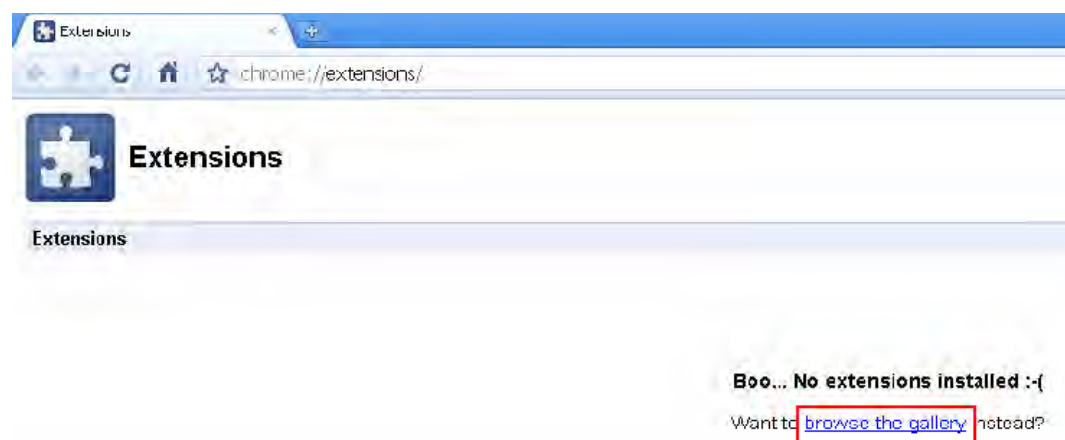 Extensions
chrome://extensions/
Extensions
Extensions
Boo... No extensions installed :-(
Want to browse the gallery instead?